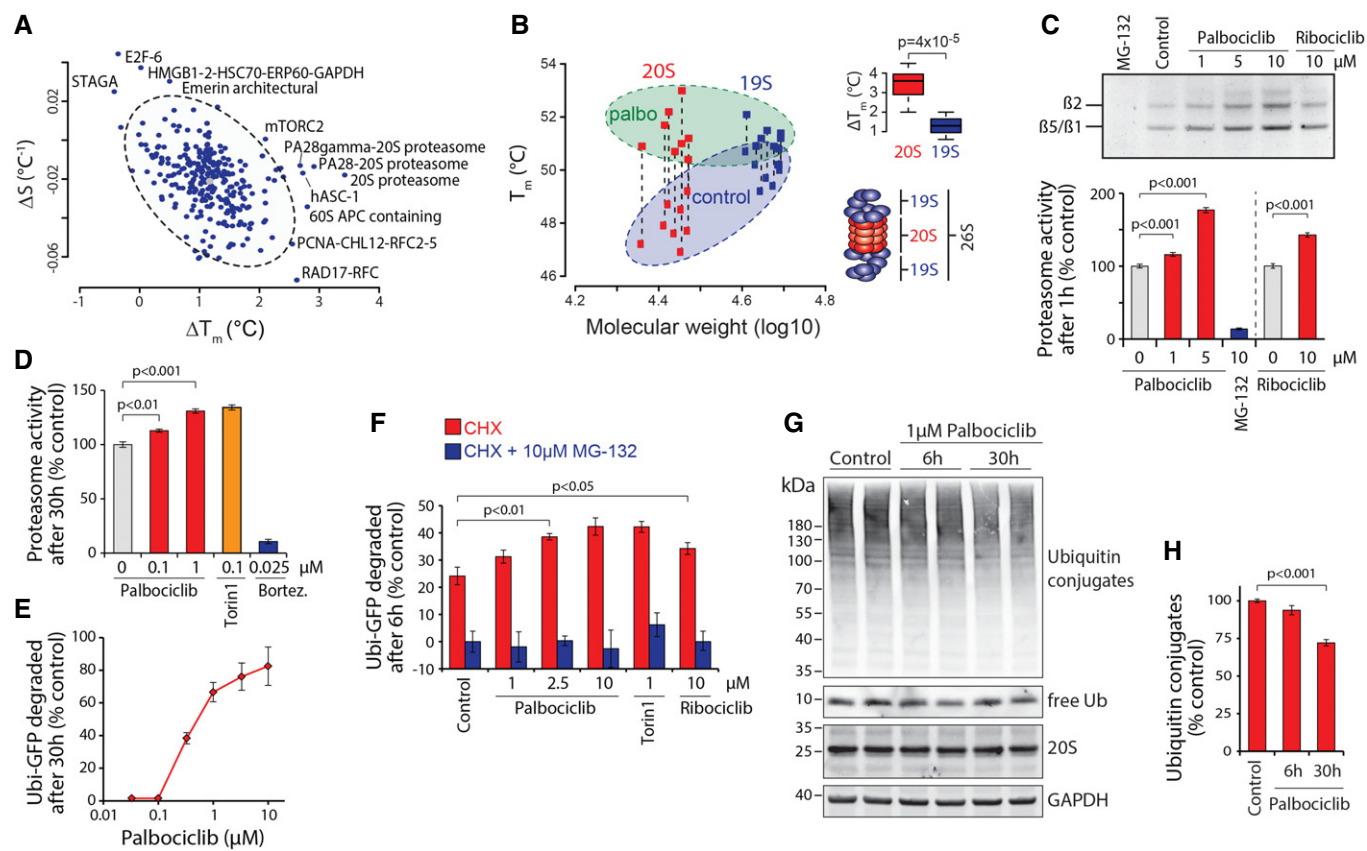 A
E2F-6
STAGA
HMGB1-2-HSC70-ERP60-GAPDH
Emerin architectural
mTORC2
PA28gamma-20S proteasome
PA28-20S proteasome
20S proteasome
hASC-1
60S APC containing
PCNA-CHL12-RFC2-5
RAD17-RFC
0.02
-0.02
-0.06
ΔS (°C⁻¹)
-1 0 1 2 3 4
ΔTm (°C)
B
20S
19S
palbo
control
54
52
50
48
46
Tm (°C)
4.2 4.4 4.6 4.8
Molecular weight (log10)
p=4x10⁻⁵
4
3
2
1
ΔTm (°C)
20S 19S
19S
20S
19S
26S
C
MG-132
Control
Palbociclib
Ribociclib
1 5 10 10 μM
ß2
ß5/ß1
200
150
100
50
0
Proteasome activity
after 1h (% control)
p<0.001
p<0.001
p<0.001
0 1 5 10 0 10 μM
Palbociclib
MG-132
Ribociclib
D
p<0.001
p<0.01
150
100
50
0
Proteasome activity
after 30h (% control)
0 0.1 1 0.1 0.025 μM
Palbociclib
Torin1
Bortez.
E
100
80
60
40
20
0
Ubi-GFP degraded
after 30h (% control)
0.01 0.1 1 10
Palbociclib (μM)
F
CHX
CHX + 10μM MG-132
p<0.05
p<0.01
50
40
30
20
10
0
-10
Ubi-GFP degraded
after 6h (% control)
Control
1 2.5 10 1 10 μM
Palbociclib
Torin1
Ribociclib
G
1μM Palbociclib
Control 6h 30h
kDa
180
130
100
70
55
40
35
Ubiquitin
conjugates
10
free Ub
35
25
20S
40
GAPDH
H
p<0.001
100
75
50
25
0
Ubiquitin conjugates
(% control)
Control
6h 30h
Palbociclib